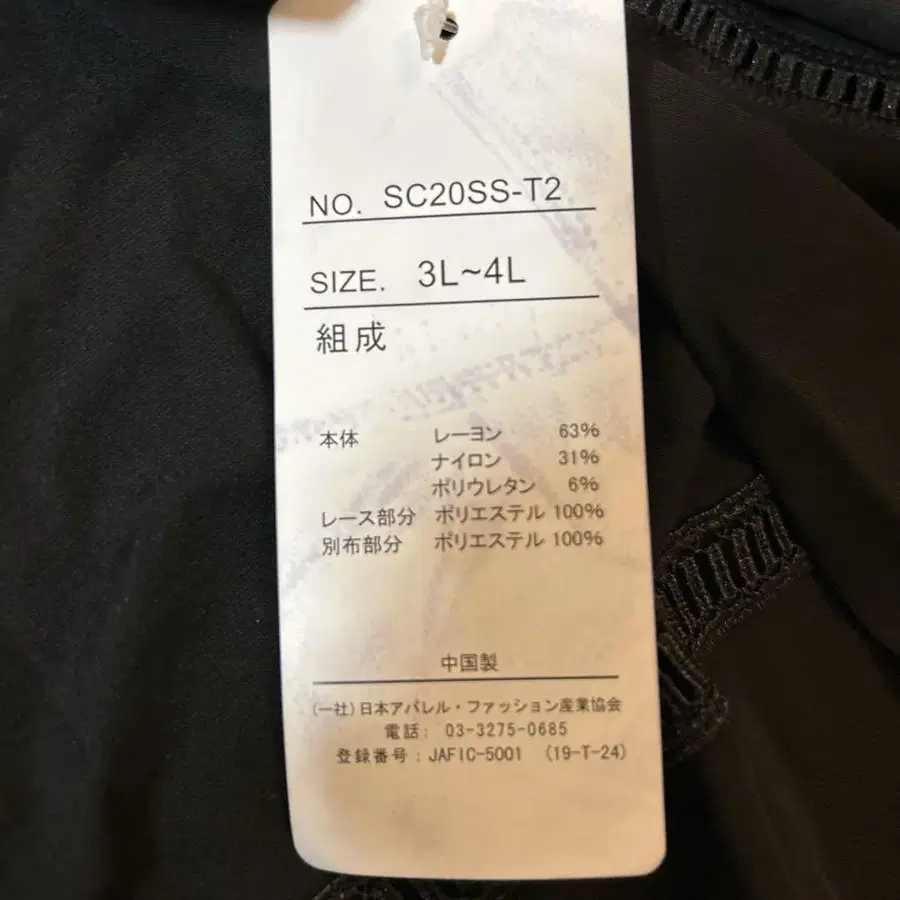 NO. SC20SS-T2
SIZE. 3L~4L
組成
本体 レーヨン 63%
ナイロン 31%
ポリウレタン 6%
レース部分 ポリエステル 100%
別布部分 ポリエステル 100%
中国製
(一社)日本アパレル・ファッション産業協会
電話: 03-3275-0685
登録番号:JAFIC-5001 (19-T-24)